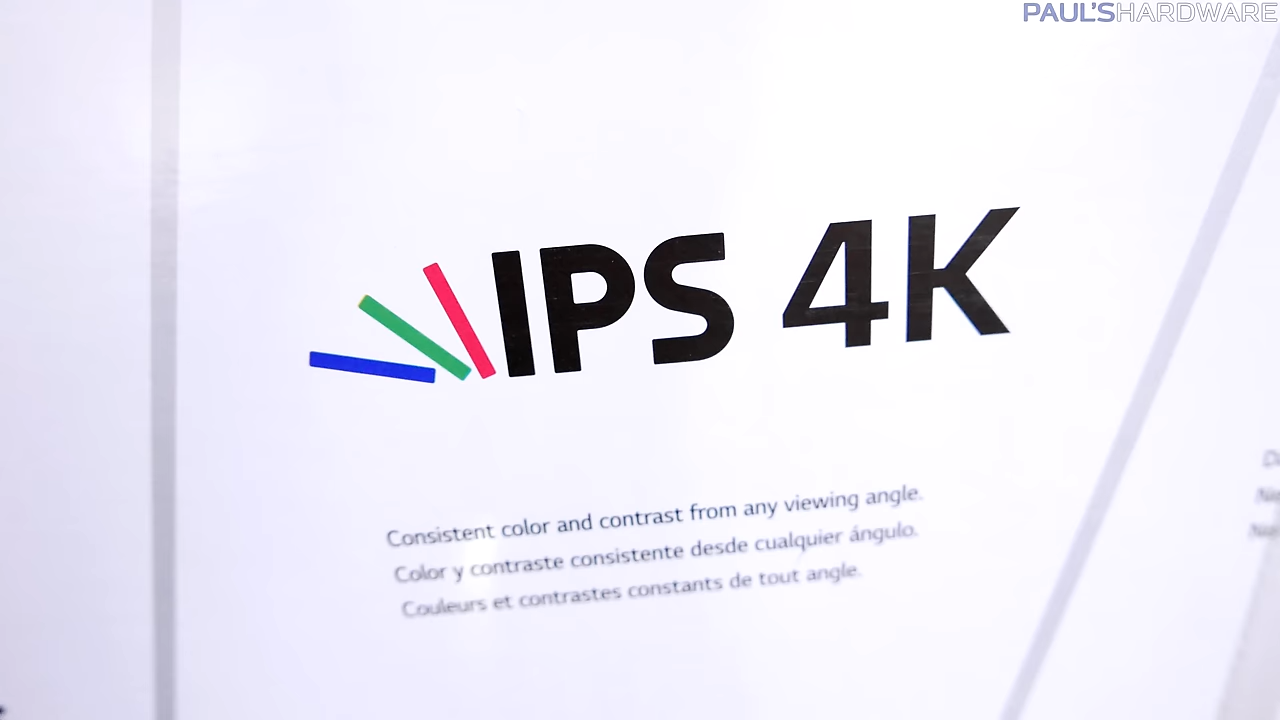 PAUL'SHARDWARE
IPS 4K
Consistent color and contrast from any viewing angle.
Color y contraste consistente desde cualquier ángulo.
Couleurs et contrastes constants de tout angle.